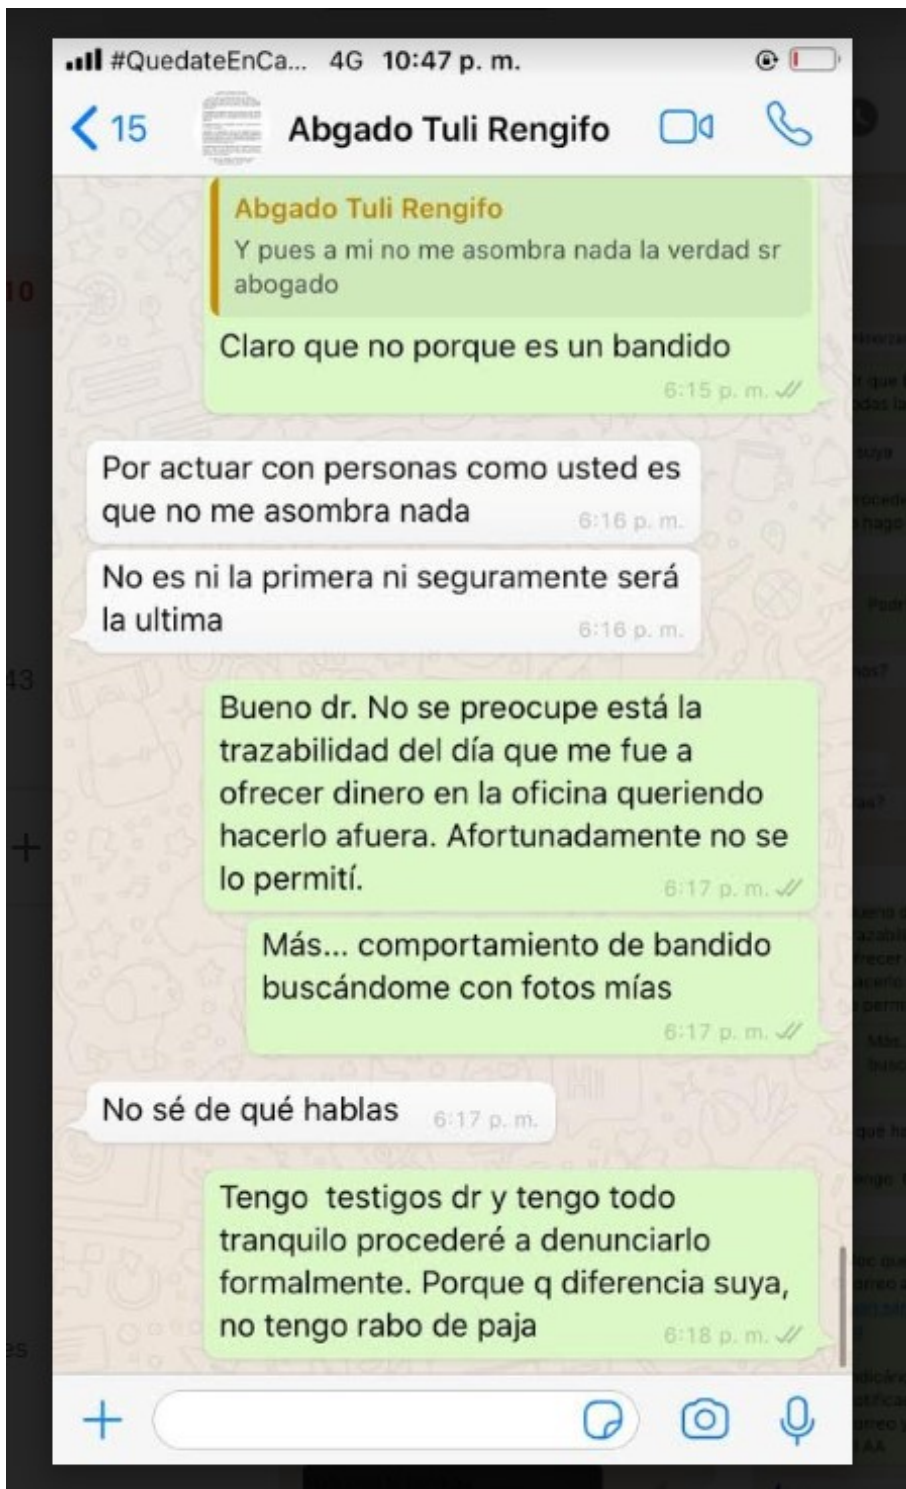 #QuedateEnCa... 4G 10:47 p. m.
15
Abgado Tuli Rengifo
Abgado Tuli Rengifo
Y pues a mi no me asombra nada la verdad sr
abogado
Claro que no porque es un bandido
6:15 p. m.
Por actuar con personas como usted es
que no me asombra nada
6:16 p. m.
No es ni la primera ni seguramente será
la ultima
6:16 p. m.
Bueno dr. No se preocupe está la
trazabilidad del día que me fue a
ofrecer dinero en la oficina queriendo
hacerlo afuera. Afortunadamente no se
lo permití.
6:17 p. m.
Más... comportamiento de bandido
buscándome con fotos mías
6:17 p. m.
No sé de qué hablas
6:17 p. m.
Tengo testigos dr y tengo todo
tranquilo procederé a denunciarlo
formalmente. Porque q diferencia suya,
no tengo rabo de paja
6:18 p. m.